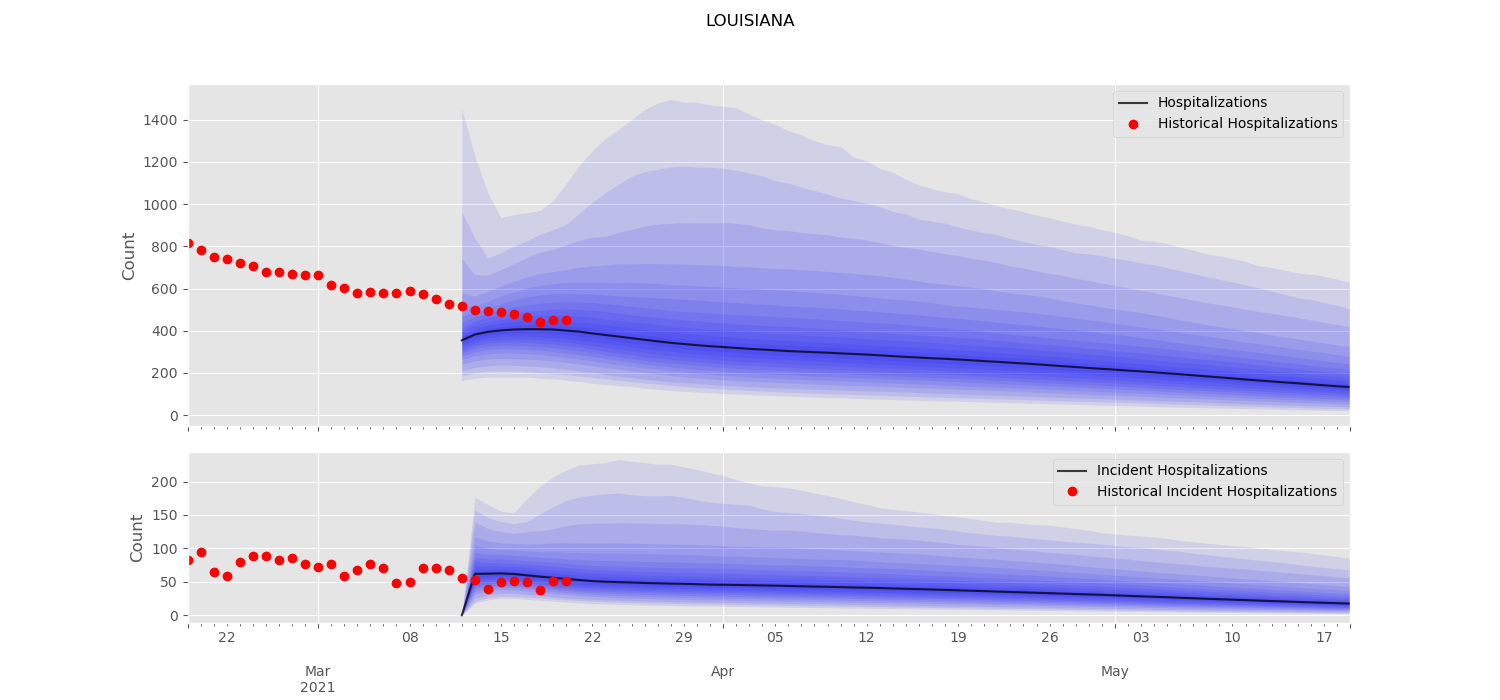 LOUISIANA
Hospitalizations
Historical Hospitalizations
Count
1400
1200
1000
800
600
400
200
0
Incident Hospitalizations
Historical Incident Hospitalizations
Count
200
150
100
50
0
22 08 15 22 29 05 12 19 26 03 10 17
Mar Apr May
2021